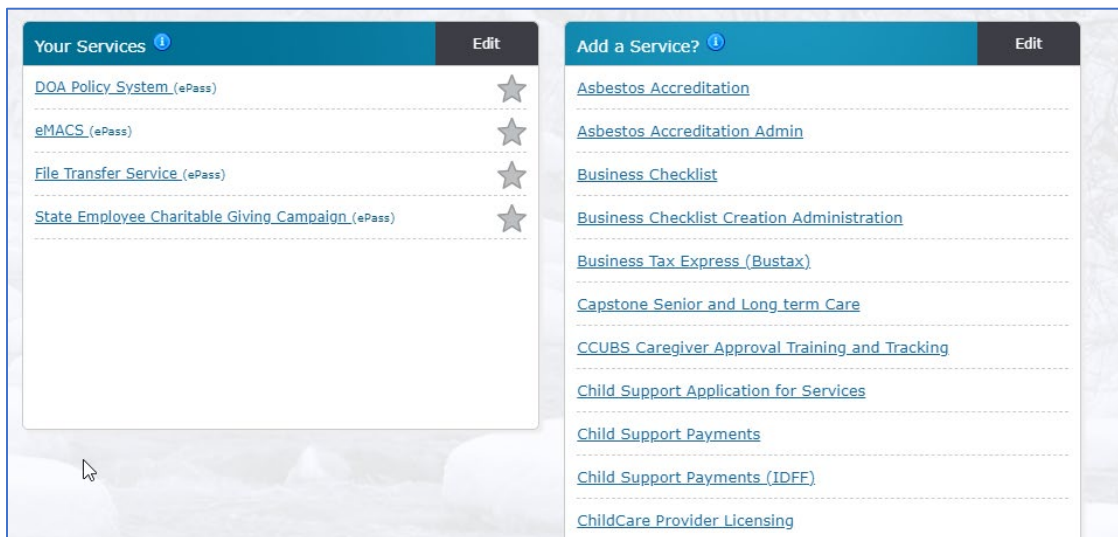 Your Services
Edit
DOA Policy System (ePass)
eMACS (ePass)
File Transfer Service (ePass)
State Employee Charitable Giving Campaign (ePass)
Add a Service?
Edit
Asbestos Accreditation
Asbestos Accreditation Admin
Business Checklist
Business Checklist Creation Administration
Business Tax Express (Bustax)
Capstone Senior and Long term Care
CCUBS Caregiver Approval Training and Tracking
Child Support Application for Services
Child Support Payments
Child Support Payments (IDFF)
ChildCare Provider Licensing